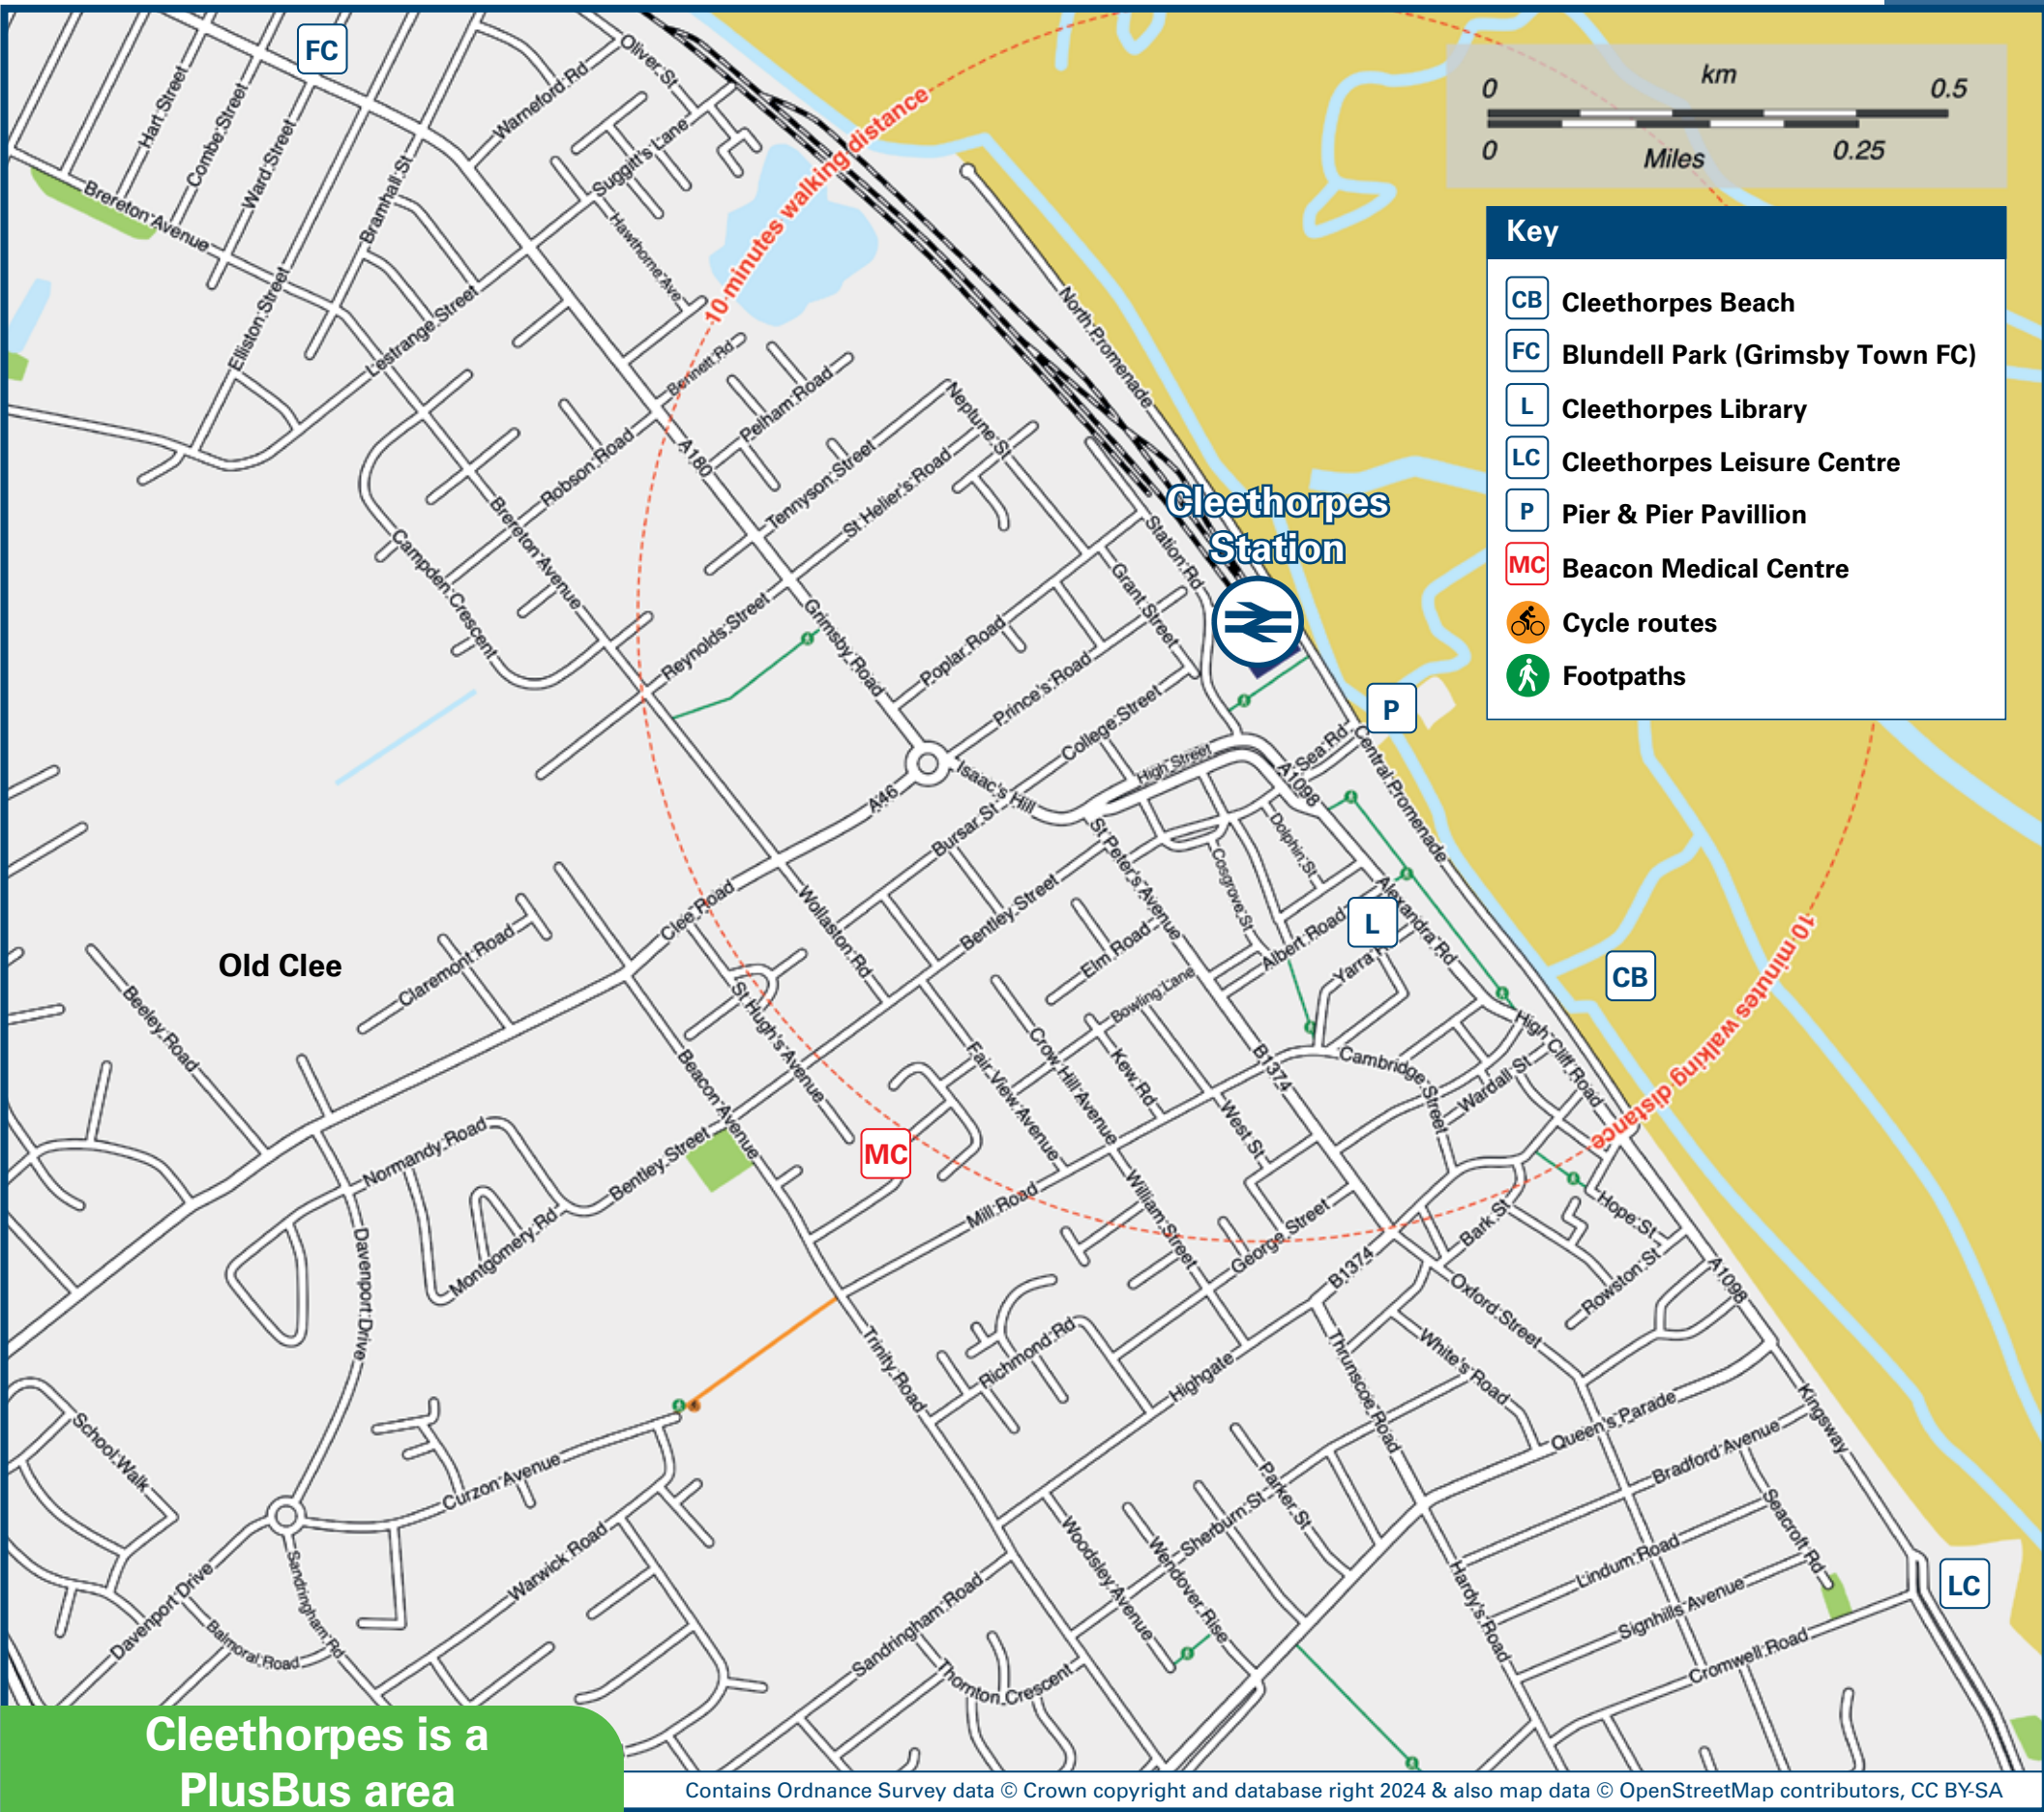 FC
Oliver St
Warneford Rd
Hart Street
Combe Street
Ward Street
Bramhall St
Suggitt's Lane
Brereton Avenue
Hawthorne Ave
Elliston Street
Lestrange Street
10 minutes walking distance
km
0 0.5
0 0.25
Miles
Key
CB Cleethorpes Beach
FC Blundell Park (Grimsby Town FC)
L Cleethorpes Library
LC Cleethorpes Leisure Centre
P Pier & Pier Pavillion
MC Beacon Medical Centre
Cycle routes
Footpaths
North Promenade
Bennett Rd
Pelham Road
Neptune St
A180
Robson Road
Tennyson Street
St Helier's Road
Brereton Avenue
Campden Crescent
Cleethorpes
Station
Station Rd
Grant Street
Reynolds Street
Grimsby Road
Poplar Road
Prince's Road
College Street
P
High Street
Sea Rd
A1098
Central Promenade
Isaac's Hill
A46
Bursar St
St Peter's Avenue
Dolphin St
Cosgrove St
Clee Road
Wollaston Rd
Bentley Street
Alexandra Rd
L
Albert Road
Elm Road
Bowling Lane
Claremont Road
Old Clee
Beeley Road
St Hugh's Avenue
CB
10 minutes walking distance
High Cliff Road
Beacon Avenue
Fair View Avenue
Crow Hill Avenue
Kew Rd
B1374
Cambridge Street
Wardall St
West St
MC
Normandy Road
Bentley Street
Montgomery Rd
Davenport Drive
Mill Road
William Street
George Street
Bark St
Hope St
Rowston St
A1098
B1374
Oxford Street
Trinity Road
Richmond Rd
Highgate
Thrunscoe Road
White's Road
Queen's Parade
Kingsway
Bradford Avenue
School Walk
Curzon Avenue
Parker St
Seacroft Rd
Sherburn St
Woodsley Avenue
Wendover Rise
Warwick Road
Hardy's Road
Lindum Road
Signhills Avenue
LC
Davenport Drive
Sandringham Rd
Balmoral Road
Sandringham Road
Thornton Crescent
Cromwell Road
Cleethorpes is a
PlusBus area
Contains Ordnance Survey data © Crown copyright and database right 2024 & also map data © OpenStreetMap contributors, CC BY-SA